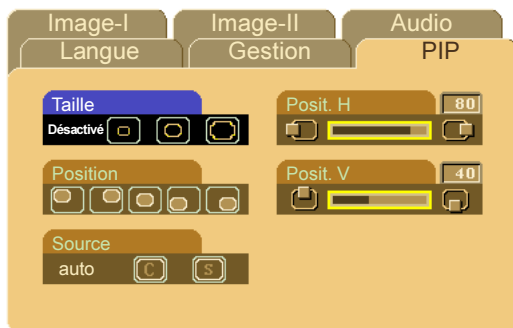 Image-I Image-II Audio
Langue Gestion PIP
Taille
Désactivé
Position
Source
auto C S
Posit. H 80
Posit. V 40